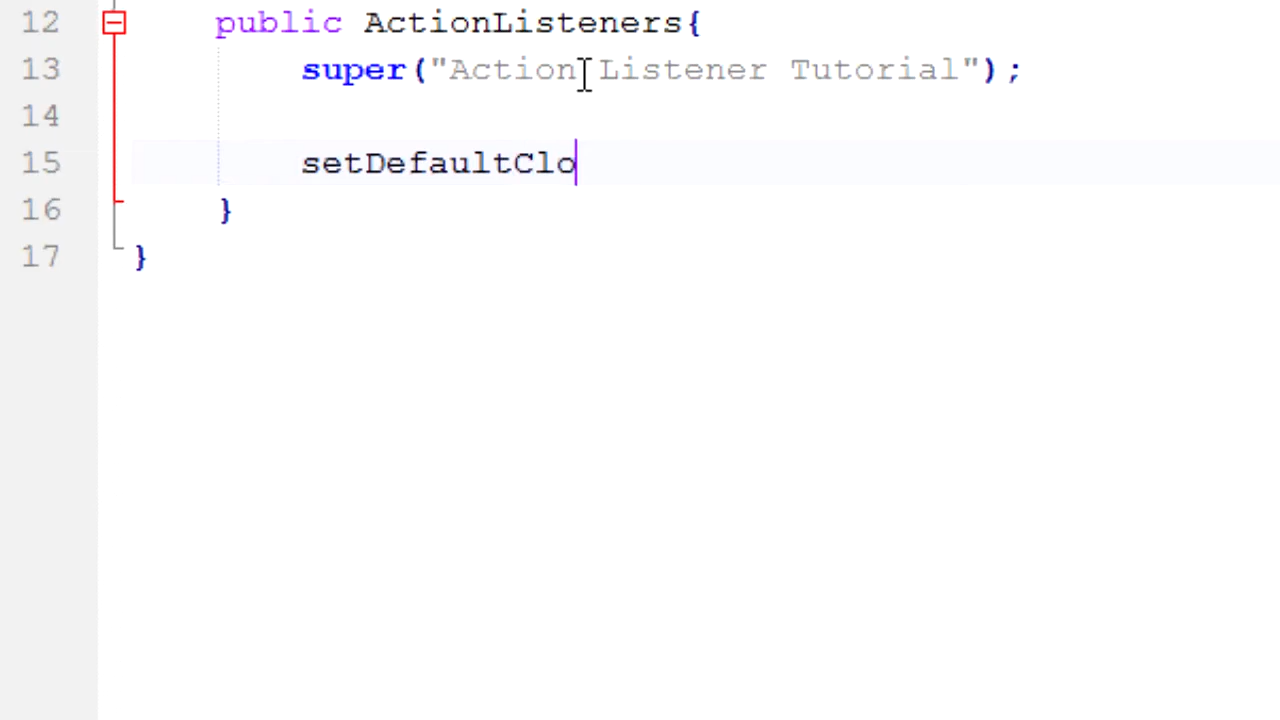 12 public ActionListeners{
13 super("Action Listener Tutorial");
14
15 setDefaultClo
16 }
17 }